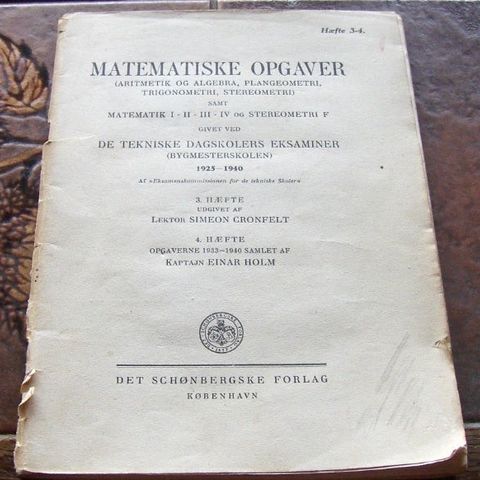 Hæfte 3-4.
MATEMATISKE OPGAVER
(ARITMETIK OG ALGEBRA, PLANGEOMETRI,
TRIGONOMETRI, STEREOMETRI)
SAMT
MATEMATIK I - II - III - IV OG STEREOMETRI F
GIVET VED
DE TEKNISKE DAGSKOLERS EKSAMINER
(BYGMESTERSKOLEN)
1925—1940
Af »Eksamenskommissionen for de tekniske Skoler«
3. HÆFTE
UDGIVET AF
LEKTOR SIMEON CRONFELT
4. HÆFTE
OPGAVERNE 1933—1940 SAMLET AF
KAPTAJN EINAR HOLM
DET SCHØNBERGSKE FORLAG
KØBENHAVN